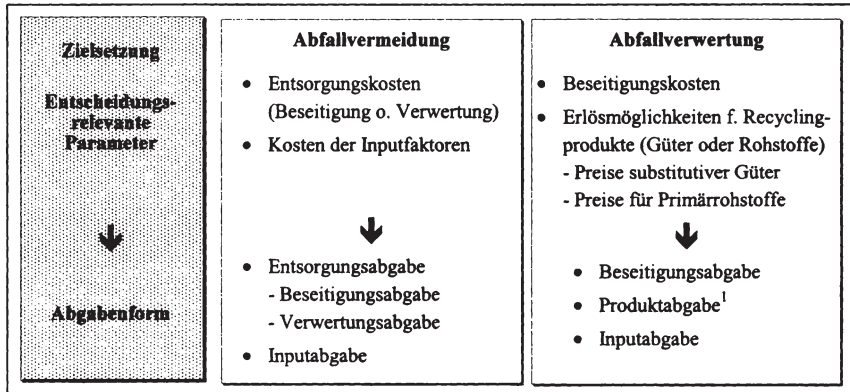 Zielsetzung
Entscheidungs-
relevante
Parameter
Abgabenform
Abfallvermeidung
• Entsorgungskosten
(Beseitigung o. Verwertung)
• Kosten der Inputfaktoren
• Entsorgungsabgabe
- Beseitigungsabgabe
- Verwertungsabgabe
• Inputabgabe
Abfallverwertung
• Beseitigungskosten
• Erlösmöglichkeiten f. Recycling-
produkte (Güter oder Rohstoffe)
- Preise substitutiver Güter
- Preise für Primärrohstoffe
• Beseitigungsabgabe
• Produktabgabe¹
• Inputabgabe